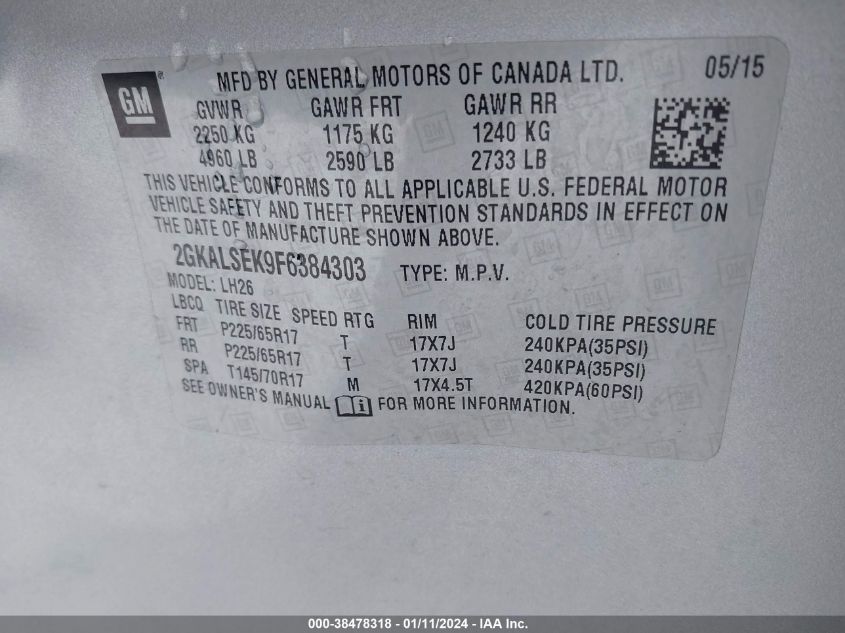 GM
MFD BY GENERAL MOTORS OF CANADA LTD. 05/15
GVWR GAWR FRT GAWR RR
2250 KG 1175 KG 1240 KG
4960 LB 2590 LB 2733 LB
THIS VEHICLE CONFORMS TO ALL APPLICABLE U.S. FEDERAL MOTOR
VEHICLE SAFETY AND THEFT PREVENTION STANDARDS IN EFFECT ON
THE DATE OF MANUFACTURE SHOWN ABOVE.
2GKALSEK9F6384303 TYPE: M.P.V.
MODEL: LH26
LBCQ TIRE SIZE SPEED RTG RIM COLD TIRE PRESSURE
FRT P225/65R17 T 17X7J 240KPA(35PSI)
RR P225/65R17 T 17X7J 240KPA(35PSI)
SPA T145/70R17 M 17X4.5T 420KPA(60PSI)
SEE OWNER'S MANUAL i FOR MORE INFORMATION.
000-38478318 - 01/11/2024 - IAA Inc.